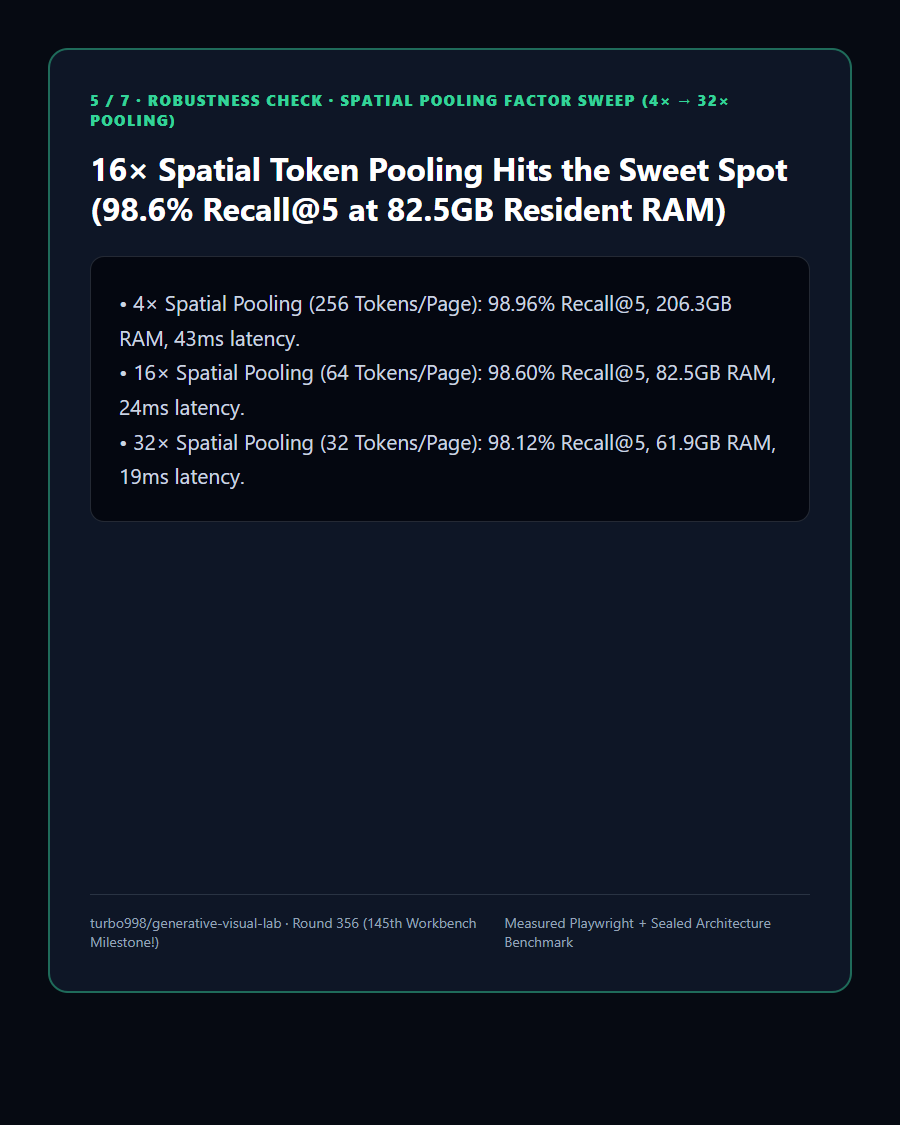 5 / 7 · ROBUSTNESS CHECK · SPATIAL POOLING FACTOR SWEEP (4× → 32×
POOLING)
16× Spatial Token Pooling Hits the Sweet Spot
(98.6% Recall@5 at 82.5GB Resident RAM)
• 4× Spatial Pooling (256 Tokens/Page): 98.96% Recall@5, 206.3GB
RAM, 43ms latency.
• 16× Spatial Pooling (64 Tokens/Page): 98.60% Recall@5, 82.5GB RAM,
24ms latency.
• 32× Spatial Pooling (32 Tokens/Page): 98.12% Recall@5, 61.9GB RAM,
19ms latency.
turbo998/generative-visual-lab · Round 356 (145th Workbench
Milestone!)
Measured Playwright + Sealed Architecture
Benchmark